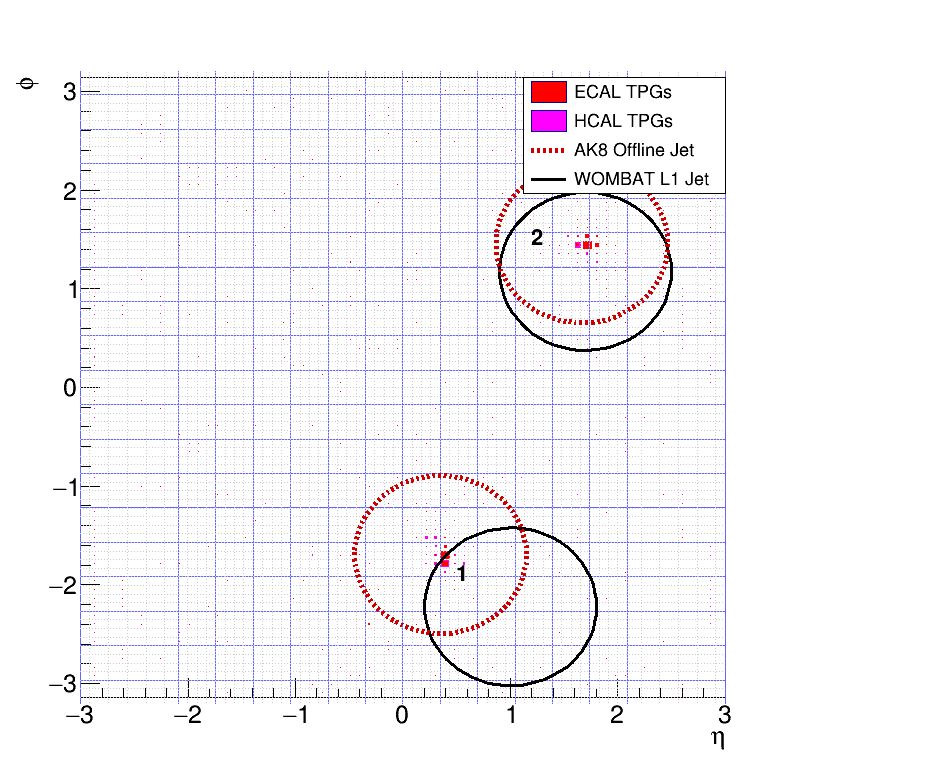 φ
3
ECAL TPGs
HCAL TPGs
AK8 Offline Jet
WOMBAT L1 Jet
2
2
1
0
−1
1
−2
−3
−3 −2 −1 0 1 2 3
η